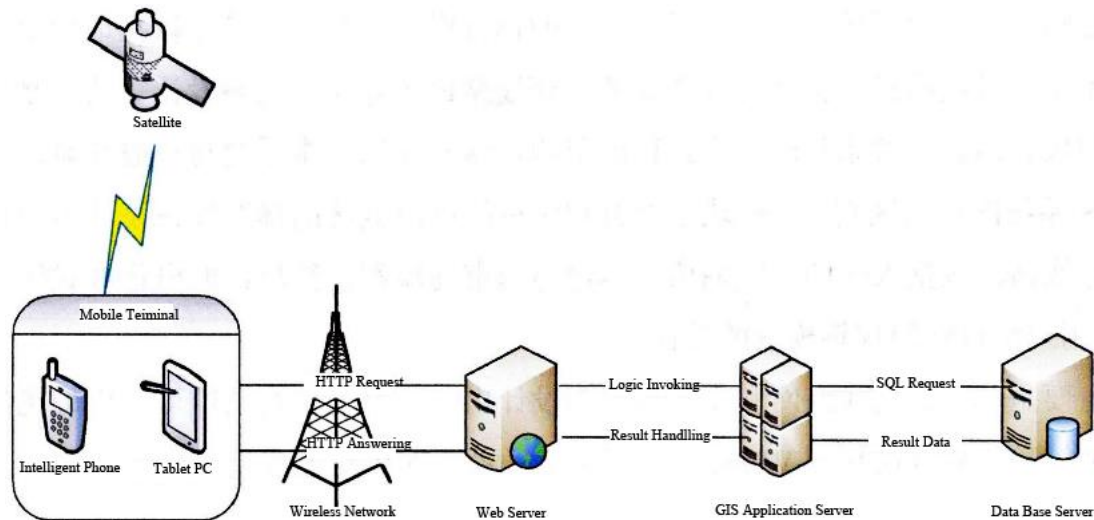 Satellite
Mobile Teiminal
Intelligent Phone
Tablet PC
HTTP Request
HTTP Answering
Wireless Network
Web Server
Logic Invoking
Result Handlling
GIS Application Server
SQL Request
Result Data
Data Base Server